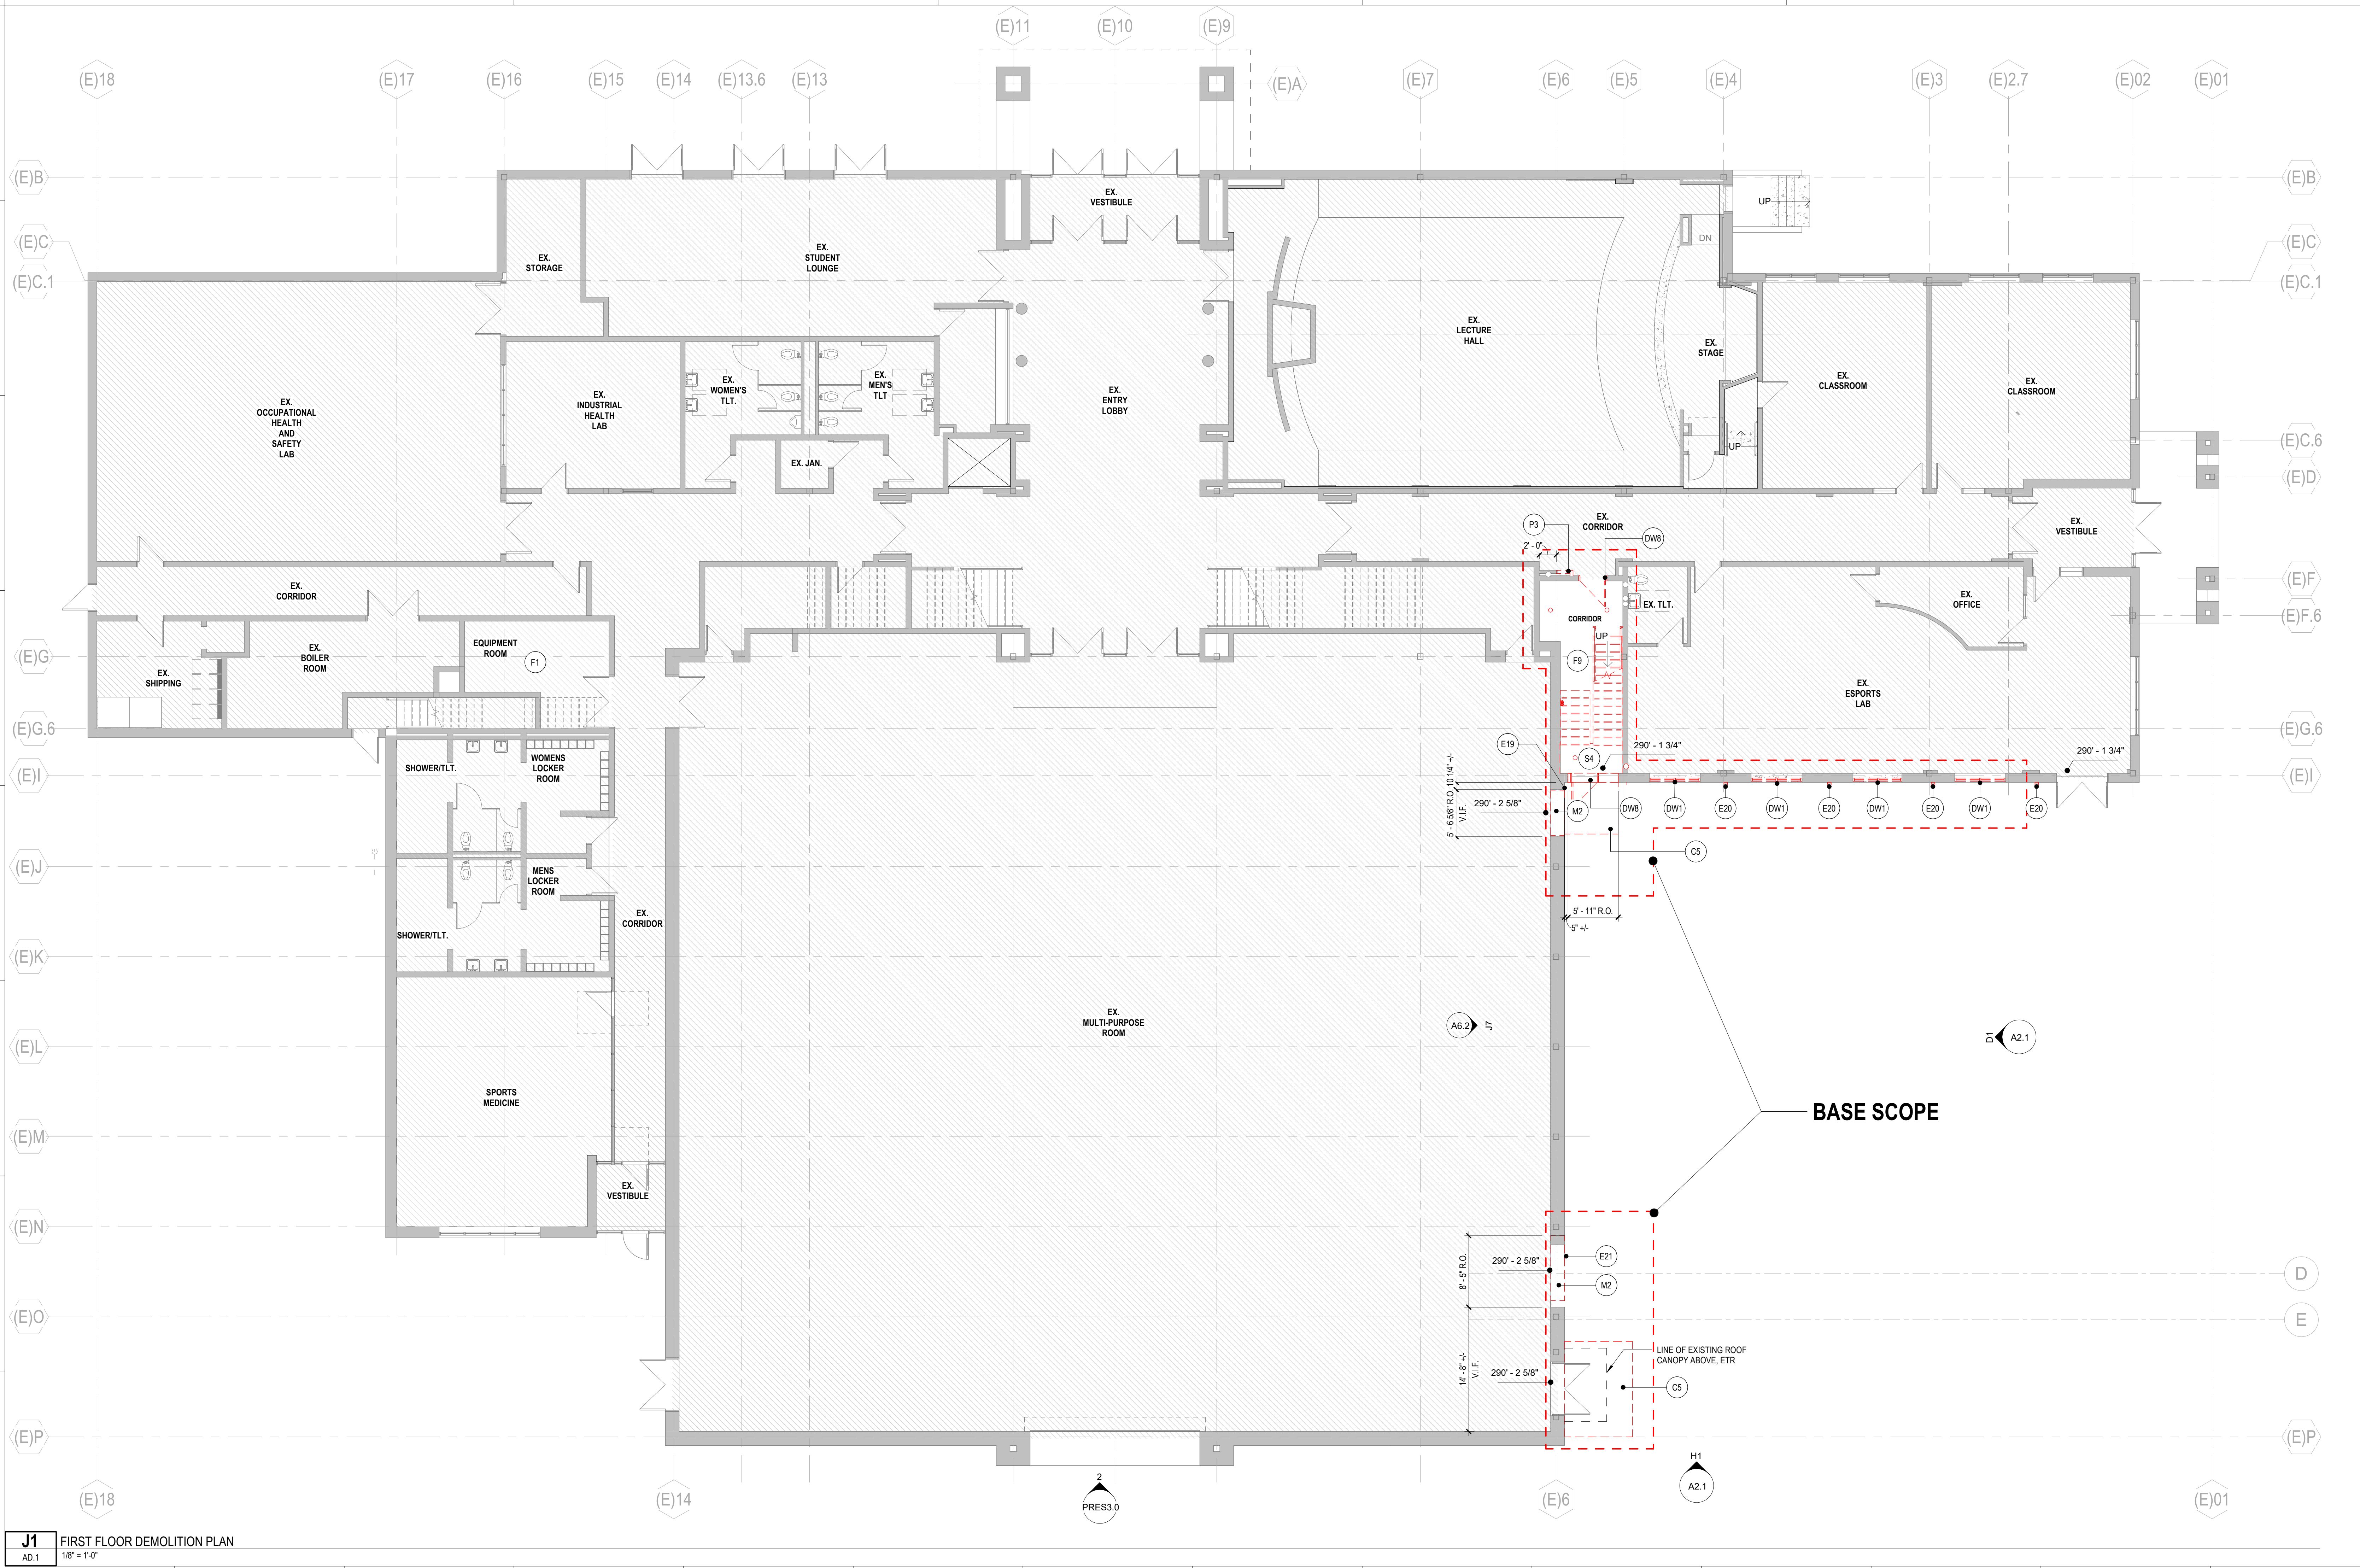 (E)11
(E)10
(E)9
(E)18
(E)17
(E)16
(E)15
(E)14
(E)13.6
(E)13
(E)A
(E)7
(E)6
(E)5
(E)4
(E)3
(E)2.7
(E)02
(E)01
(E)B
(E)B
EX.
VESTIBULE
UP
(E)C
(E)C
DN
EX.
STORAGE
EX.
STUDENT
LOUNGE
(E)C.1
(E)C.1
EX.
LECTURE
HALL
EX.
STAGE
EX.
CLASSROOM
EX.
CLASSROOM
EX.
OCCUPATIONAL
HEALTH
AND
SAFETY
LAB
EX.
INDUSTRIAL
HEALTH
LAB
EX.
WOMEN'S
TLT.
EX.
MEN'S
TLT
EX.
ENTRY
LOBBY
UP
(E)C.6
EX. JAN.
(E)D
EX.
CORRIDOR
P3
DW8
2' - 0"
EX.
VESTIBULE
(E)F
EX.
CORRIDOR
EX. TLT.
EX.
OFFICE
CORRIDOR
(E)F.6
UP
(E)G
EX.
SHIPPING
EX.
BOILER
ROOM
EQUIPMENT
ROOM
F1
F9
EX.
ESPORTS
LAB
(E)G.6
(E)G.6
E19
S4
290' - 1 3/4"
290' - 1 3/4"
(E)I
(E)I
SHOWER/TLT.
WOMENS
LOCKER
ROOM
10 1/4" +/-
5' - 6 5/8" R.O.
V.I.F.
290' - 2 5/8"
M2
DW8
DW1
E20
DW1
E20
DW1
E20
DW1
E20
C5
(E)J
MENS
LOCKER
ROOM
EX.
CORRIDOR
5' - 11" R.O.
5" +/-
SHOWER/TLT.
(E)K
EX.
MULTI-PURPOSE
ROOM
A6.2
J7
D1
A2.1
(E)L
SPORTS
MEDICINE
BASE SCOPE
(E)M
EX.
VESTIBULE
(E)N
8' - 5" R.O.
290' - 2 5/8"
E21
M2
D
(E)O
E
14' - 8" +/-
V.I.F.
290' - 2 5/8"
LINE OF EXISTING ROOF
CANOPY ABOVE, ETR
C5
(E)P
(E)P
2
PRES3.0
H1
A2.1
(E)18
(E)14
(E)6
(E)01
J1
AD.1
FIRST FLOOR DEMOLITION PLAN
1/8" = 1'-0"